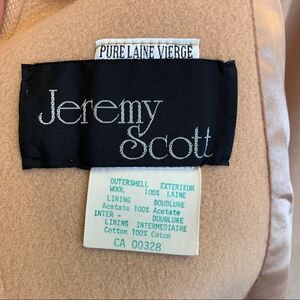 PURE LAINE VIERGE
Jeremy
Scott
OUTERSHELL EXTERIEUR
WOOL 100% LAINE
LINING DOUBLURE
Acetate 100% Acetate
INTER - DOUBLURE
LINING INTERMEDIAIRE
Cotton 100% Coton
CA 00328